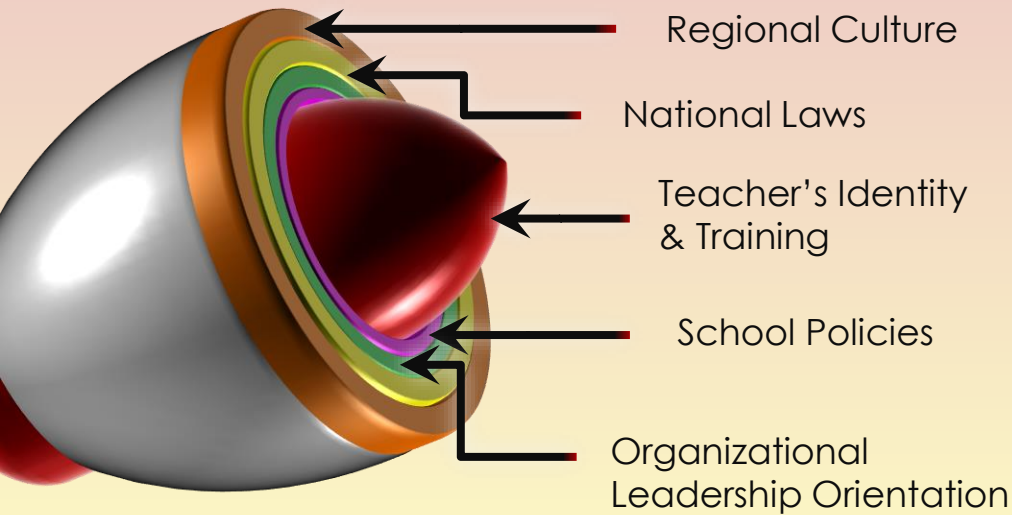 Regional Culture
National Laws
Teacher’s Identity
& Training
School Policies
Organizational
Leadership Orientation